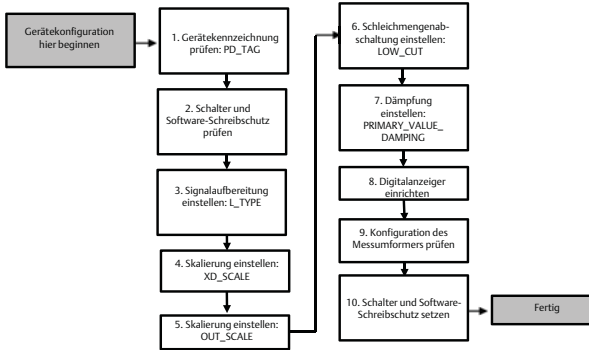 Gerätekonfiguration
hier beginnen
1. Gerätekennzeichnung
prüfen: PD_TAG
2. Schalter und
Software-Schreibschutz
prüfen
3. Signalaufbereitung
einstellen: L_TYPE
4. Skalierung einstellen:
XD_SCALE
5. Skalierung einstellen:
OUT_SCALE
6. Schleichmengenab-
schaltung einstellen:
LOW_CUT
7. Dämpfung
einstellen:
PRIMARY_VALUE_
DAMPING
8. Digitalanzeiger
einrichten
9. Konfiguration des
Messumformers prüfen
10. Schalter und Software-
Schreibschutz setzen
Fertig